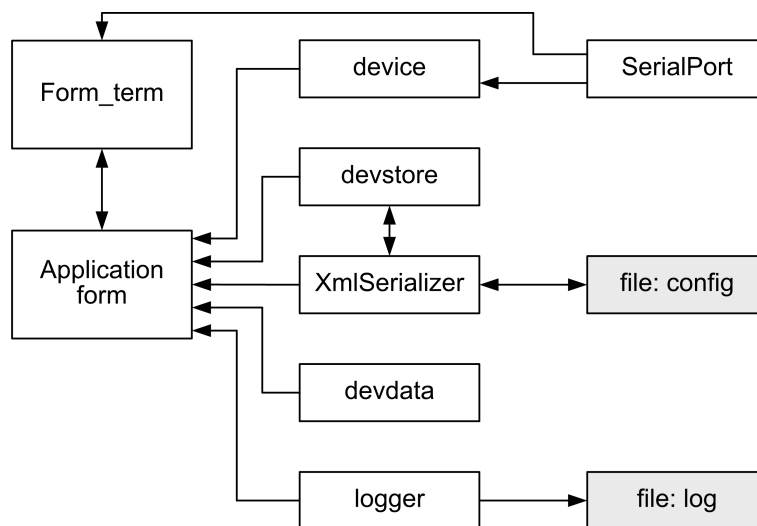 Form_term
device
SerialPort
devstore
Application
form
XmlSerializer
file: config
devdata
logger
file: log